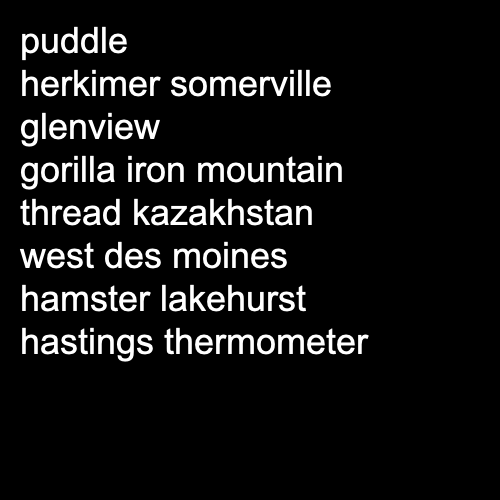 puddle
herkimer somerville
glenview
gorilla iron mountain
thread kazakhstan
west des moines
hamster lakehurst
hastings thermometer